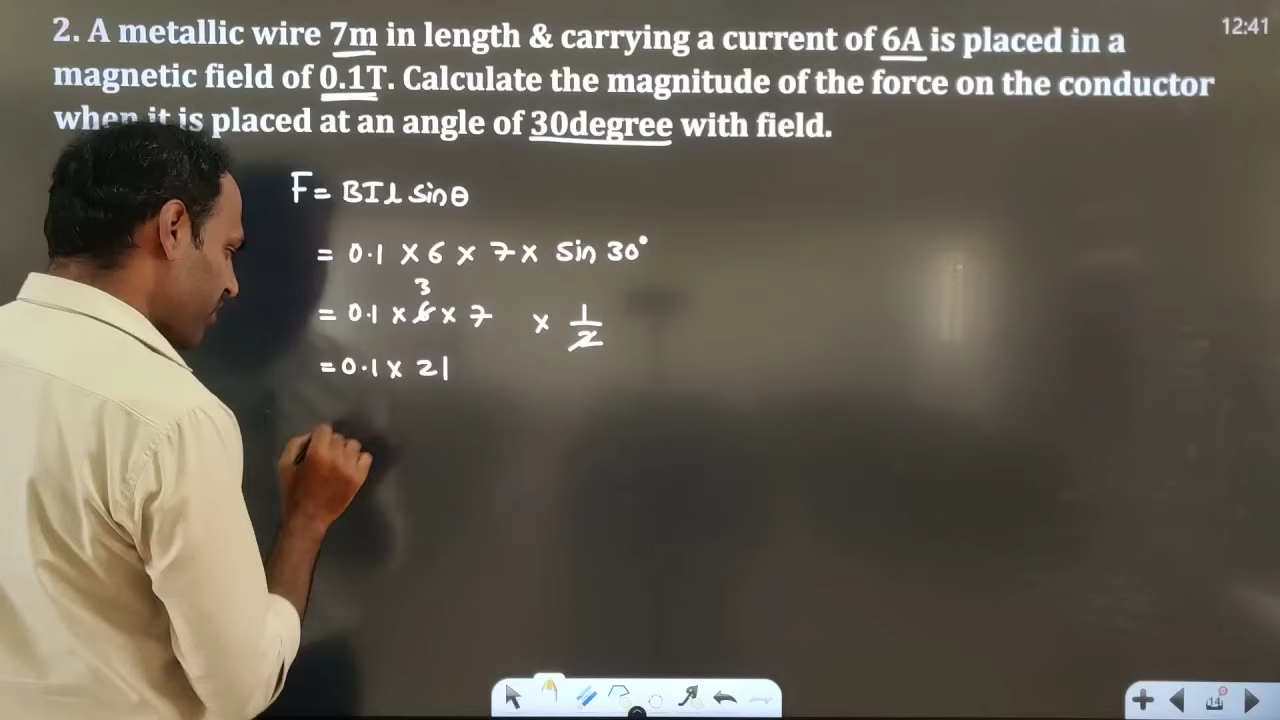 12:41
2. A metallic wire 7m in length & carrying a current of 6A is placed in a
magnetic field of 0.1T. Calculate the magnitude of the force on the conductor
when it is placed at an angle of 30degree with field.
F = BIl sinθ
= 0.1 × 6 × 7 × sin 30°
3
= 0.1 × 6 × 7 × 1/2
= 0.1 × 21